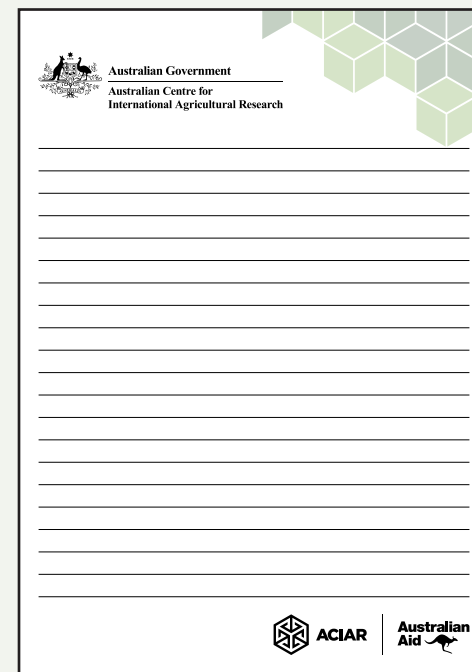 Australian Government
Australian Centre for
International Agricultural Research
ACIAR
Australian
Aid